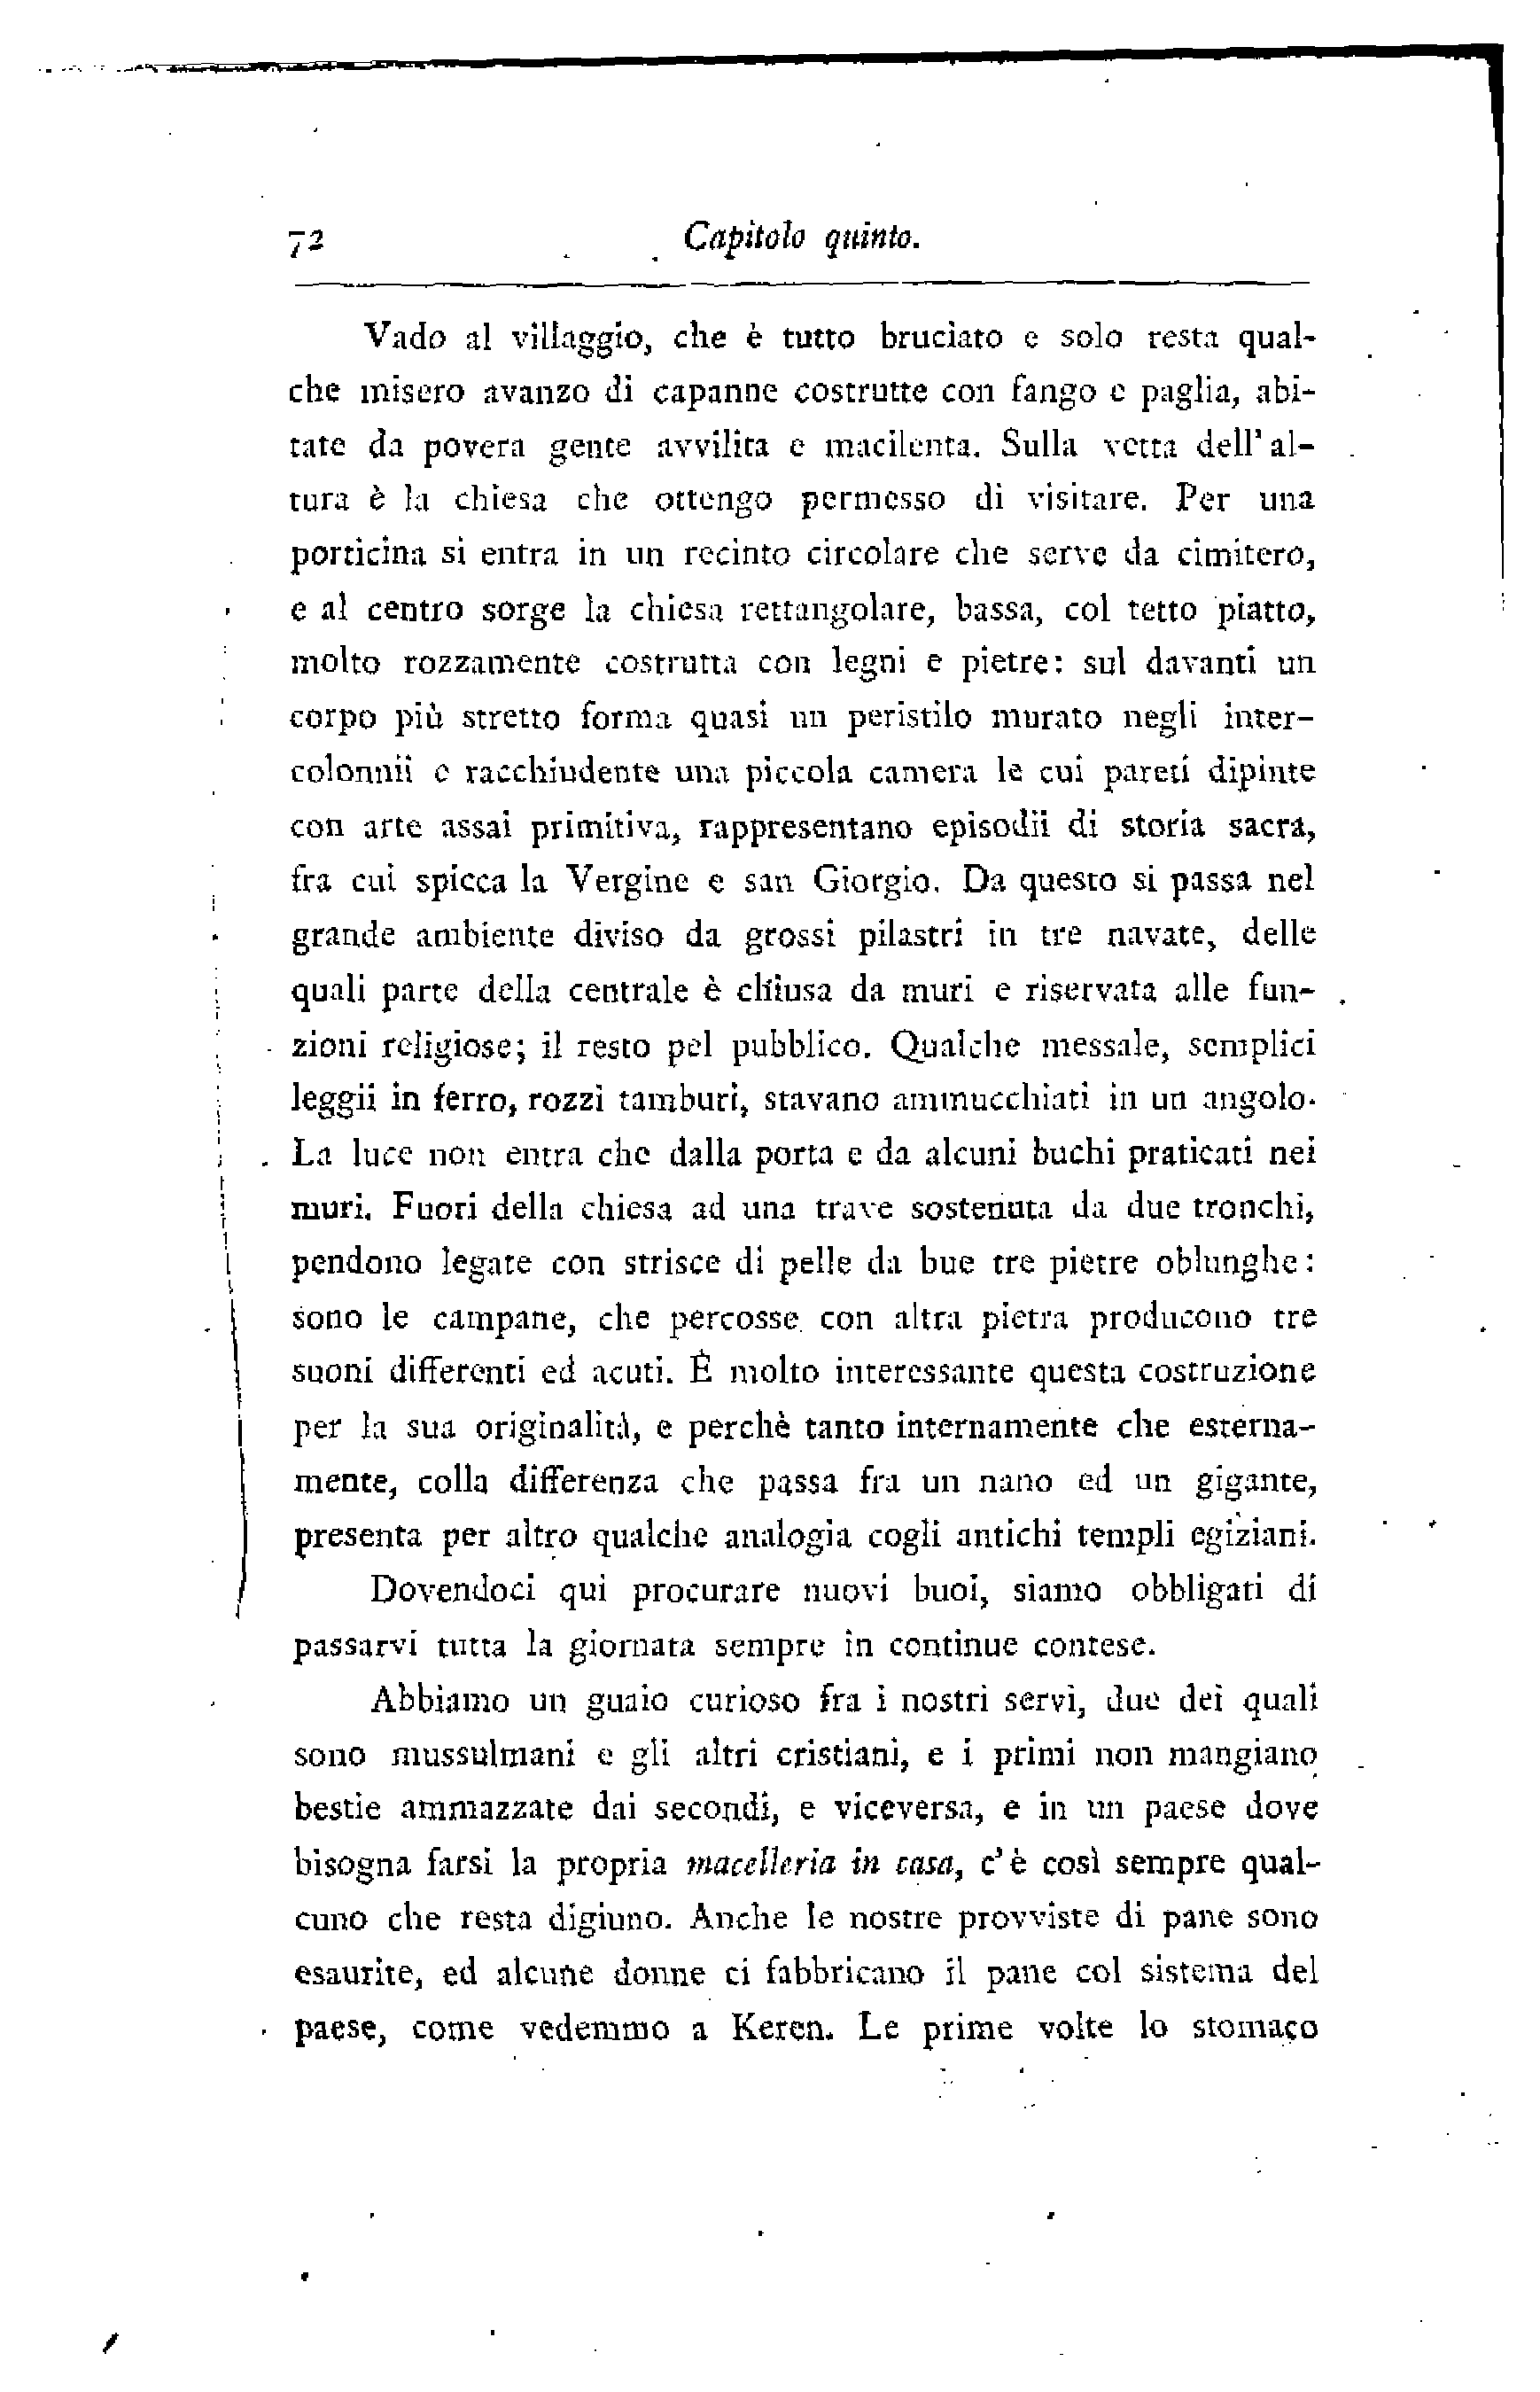 72 Capitolo quinto.
Vado al villaggio, che è tutto bruciato e solo resta qual-
che misero avanzo di capanne costrutte con fango e paglia, abi-
tate da povera gente avvilita e macilenta. Sulla vetta dell' al-
tura è la chiesa che ottengo permesso di visitare. Per una
porticina si entra in un recinto circolare che serve da cimitero,
e al centro sorge la chiesa rettangolare, bassa, col tetto piatto,
molto rozzamente costrutta con legni e pietre: sul davanti un
corpo più stretto forma quasi un peristilo murato negli inter-
colonnii e racchiudente una piccola camera le cui pareti dipinte
con arte assai primitiva, rappresentano episodii di storia sacra,
fra cui spicca la Vergine e san Giorgio. Da questo si passa nel
grande ambiente diviso da grossi pilastri in tre navate, delle
quali parte della centrale è chiusa da muri e riservata alle fun-
zioni religiose; il resto pel pubblico. Qualche messale, semplici
leggii in ferro, rozzi tamburi, stavano ammucchiati in un angolo.
La luce non entra che dalla porta e da alcuni buchi praticati nei
muri. Fuori della chiesa ad una trave sostenuta da due tronchi,
pendono legate con strisce di pelle da bue tre pietre oblunghe:
sono le campane, che percosse con altra pietra producono tre
suoni differenti ed acuti. È molto interessante questa costruzione
per la sua originalità, e perchè tanto internamente che esterna-
mente, colla differenza che passa fra un nano ed un gigante,
presenta per altro qualche analogia cogli antichi templi egiziani.
Dovendoci qui procurare nuovi buoi, siamo obbligati di
passarvi tutta la giornata sempre in continue contese.
Abbiamo un guaio curioso fra i nostri servi, due dei quali
sono mussulmani e gli altri cristiani, e i primi non mangiano
bestie ammazzate dai secondi, e viceversa, e in un paese dove
bisogna farsi la propria macelleria in casa, c'è così sempre qual-
cuno che resta digiuno. Anche le nostre provviste di pane sono
esaurite, ed alcune donne ci fabbricano il pane col sistema del
paese, come vedemmo a Keren. Le prime volte lo stomaco